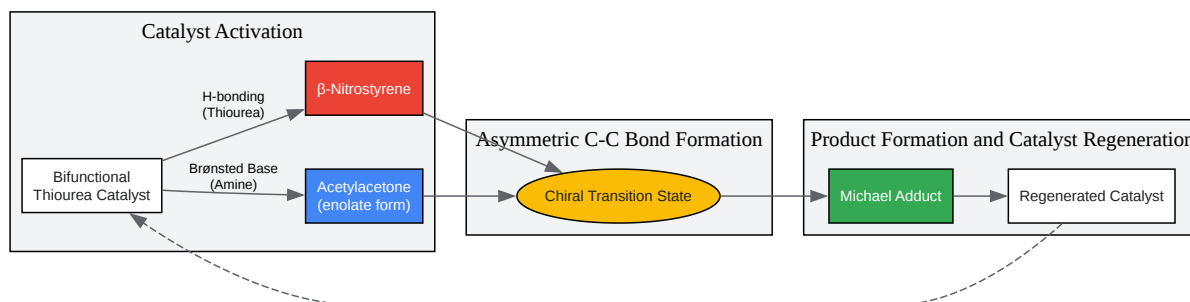 Catalyst Activation
β-Nitrostyrene
H-bonding
(Thiourea)
Asymmetric C-C Bond Formation
Product Formation and Catalyst Regeneration
Bifunctional
Thiourea Catalyst
Brønsted Base
(Amine)
Acetylacetone
(enolate form)
Chiral Transition State
Michael Adduct
Regenerated Catalyst